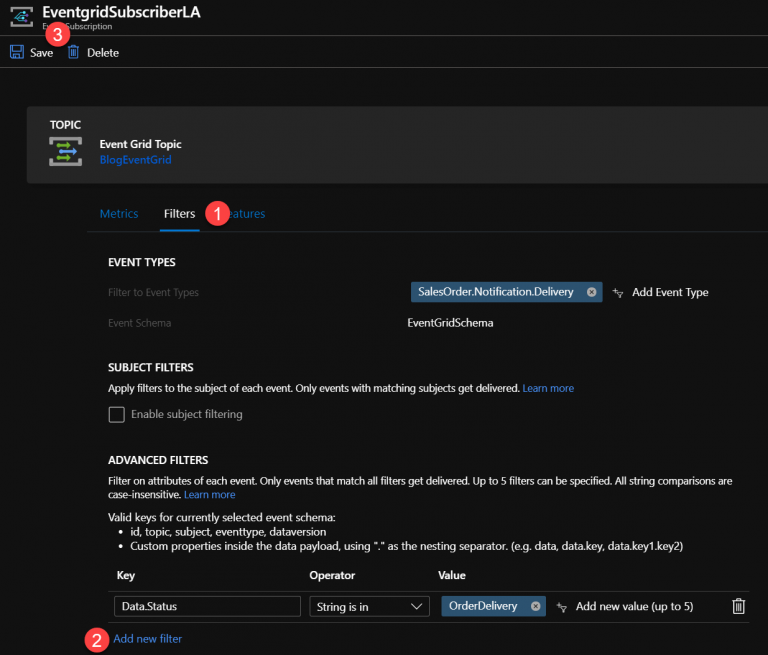 EventgridSubscriberLA
Subscription
3
Save Delete
TOPIC
Event Grid Topic
BlogEventGrid
Metrics Filters 1 eatures
EVENT TYPES
Filter to Event Types SalesOrder.Notification.Delivery Add Event Type
Event Schema EventGridSchema
SUBJECT FILTERS
Apply filters to the subject of each event. Only events with matching subjects get delivered. Learn more
Enable subject filtering
ADVANCED FILTERS
Filter on attributes of each event. Only events that match all filters get delivered. Up to 5 filters can be specified. All string comparisons are
case-insensitive. Learn more
Valid keys for currently selected event schema:
• id, topic, subject, eventtype, dataversion
• Custom properties inside the data payload, using "." as the nesting separator. (e.g. data, data.key, data.key1.key2)
Key Operator Value
Data.Status String is in OrderDelivery Add new value (up to 5)
2 Add new filter